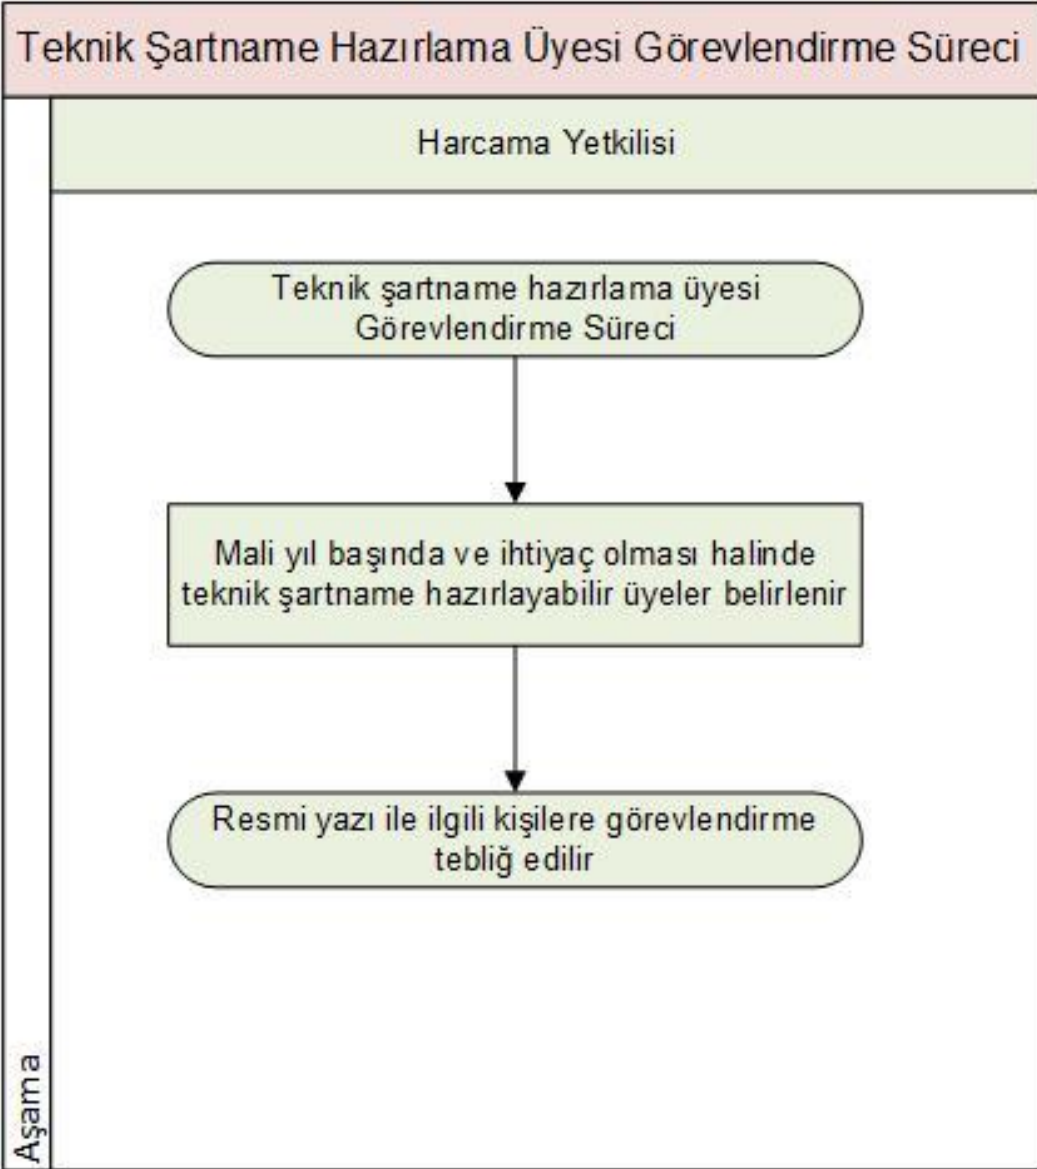 Teknik Şartname Hazırlama Üyesi Görevlendirme Süreci
Harcama Yetkilisi
Teknik şartname hazırlama üyesi
Görevlendirme Süreci
Mali yıl başında ve ihtiyaç olması halinde
teknik şartname hazırlayabilir üyeler belirlenir
Resmi yazı ile ilgili kişilere görevlendirme
tebliğ edilir
Aşama